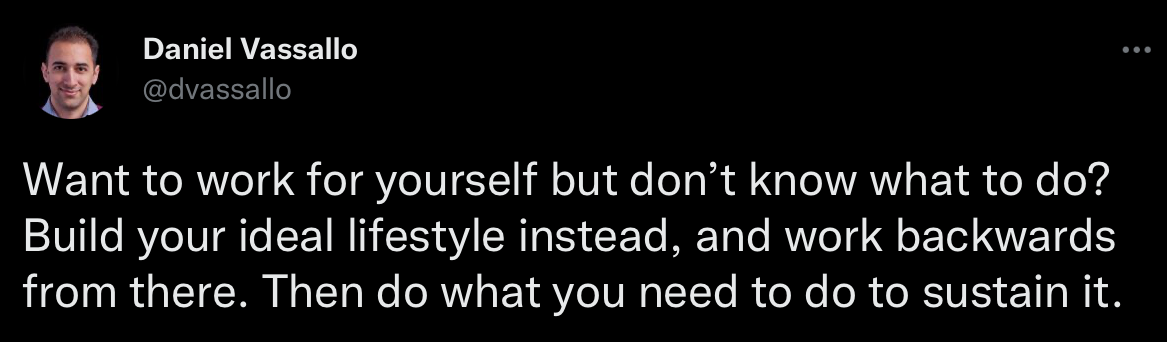 Daniel Vassallo
@dvassallo
Want to work for yourself but don’t know what to do?
Build your ideal lifestyle instead, and work backwards
from there. Then do what you need to do to sustain it.